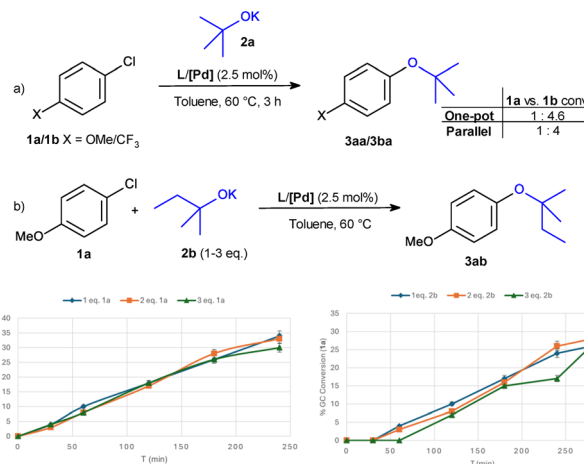 OK
2a
Cl
a)
X
1a/1b X = OMe/CF3
L/[Pd] (2.5 mol%)
Toluene, 60 °C, 3 h
O
X
3aa/3ba
1a vs. 1b conv
One-pot 1 : 4.6
Parallel 1 : 4
b)
Cl
MeO
1a
+
OK
2b (1-3 eq.)
L/[Pd] (2.5 mol%)
Toluene, 60 °C
O
MeO
3ab
1 eq. 1a 2 eq. 1a 3 eq. 1a
40
35
30
25
20
15
10
5
0
0 50 100 150 200 250
T (min)
1eq. 2b 2 eq. 2b 3 eq. 2b
% GC Conversion (1a)
35
30
25
20
15
10
5
0
0 50 100 150 200 250
T (min)